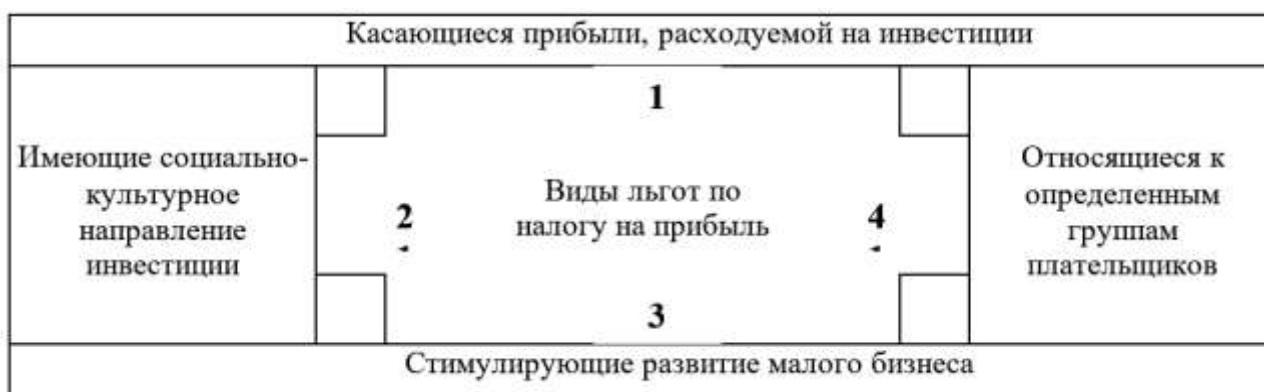 Касающиеся прибыли, расходуемой на инвестиции
1
Имеющие социально-
культурное
направление
инвестиции
2
Виды льгот по
налогу на прибыль
4
Относящиеся к
определенным
группам
плательщиков
3
Стимулирующие развитие малого бизнеса